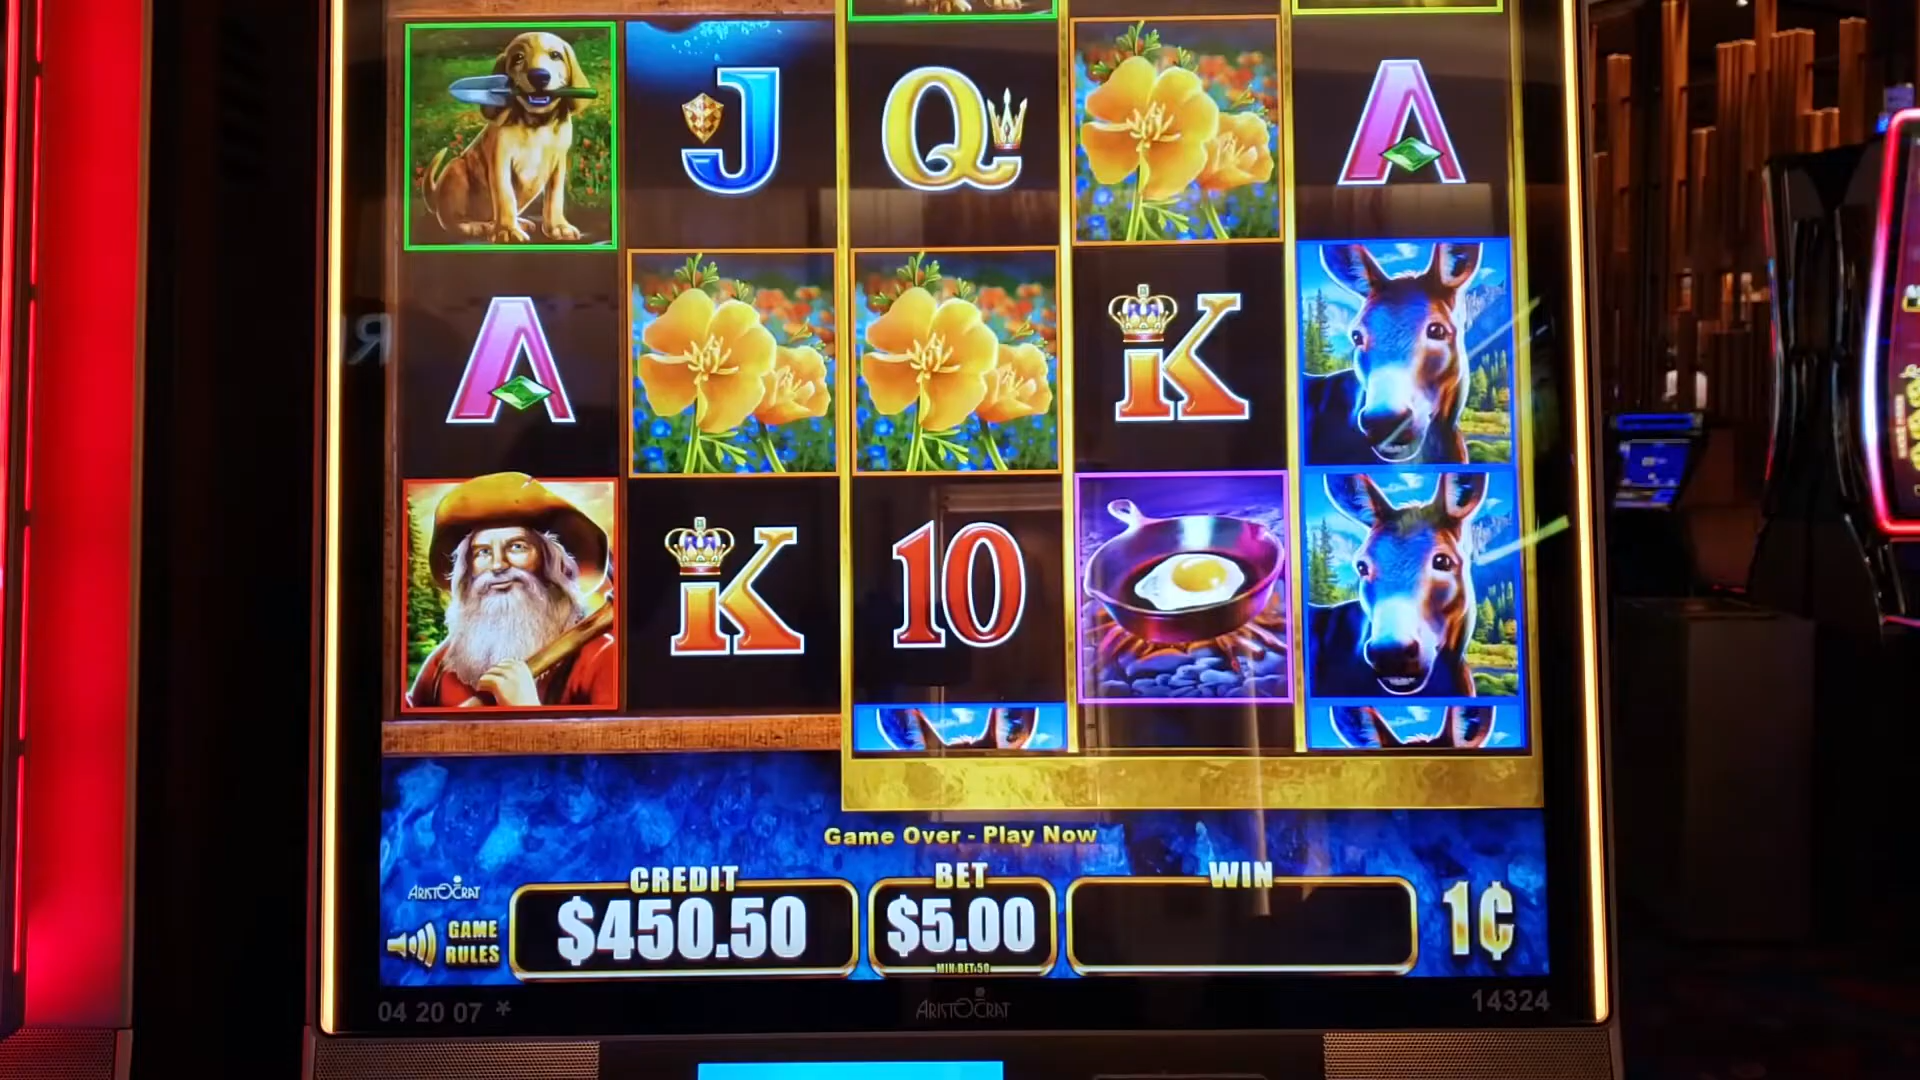 J
Q
A
A
K
K
10
Game Over - Play Now
CREDIT
BET
WIN
ARISTOCRAT
$450.50
$5.00
1¢
GAME
RULES
MIN BET 50
04 20 07 *
ARISTOCRAT
14324